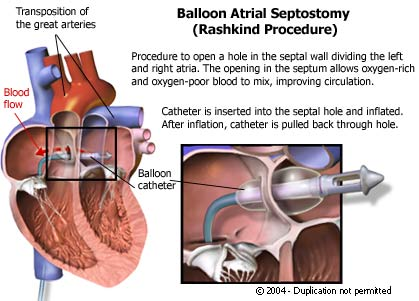 Transposition of
the great arteries
Balloon Atrial Septostomy
(Rashkind Procedure)
Procedure to open a hole in the septal wall dividing the left
and right atria. The opening in the septum allows oxygen-rich
and oxygen-poor blood to mix, improving circulation.
Blood
flow
Catheter is inserted into the septal hole and inflated.
After inflation, catheter is pulled back through hole.
Balloon
catheter
© 2004 - Duplication not permitted